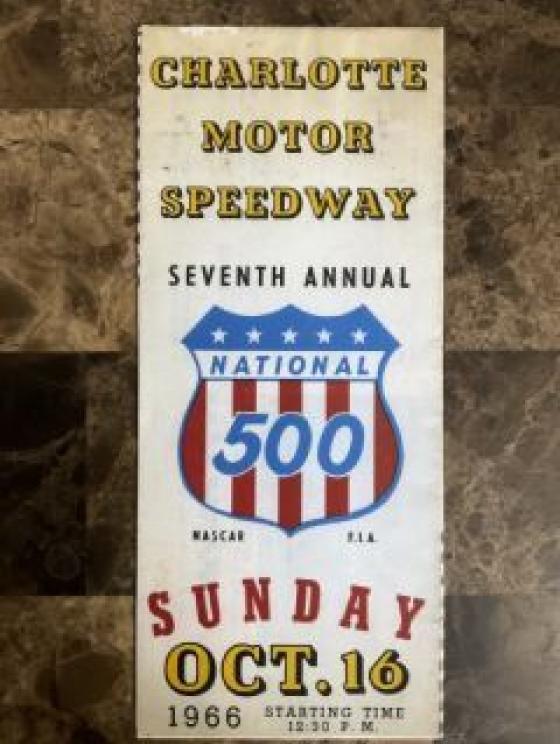 CHARLOTTE
MOTOR
SPEEDWAY
SEVENTH ANNUAL
NATIONAL
500
NASCAR F.I.A.
SUNDAY
OCT. 16
1966 STARTING TIME
12:30 P. M.